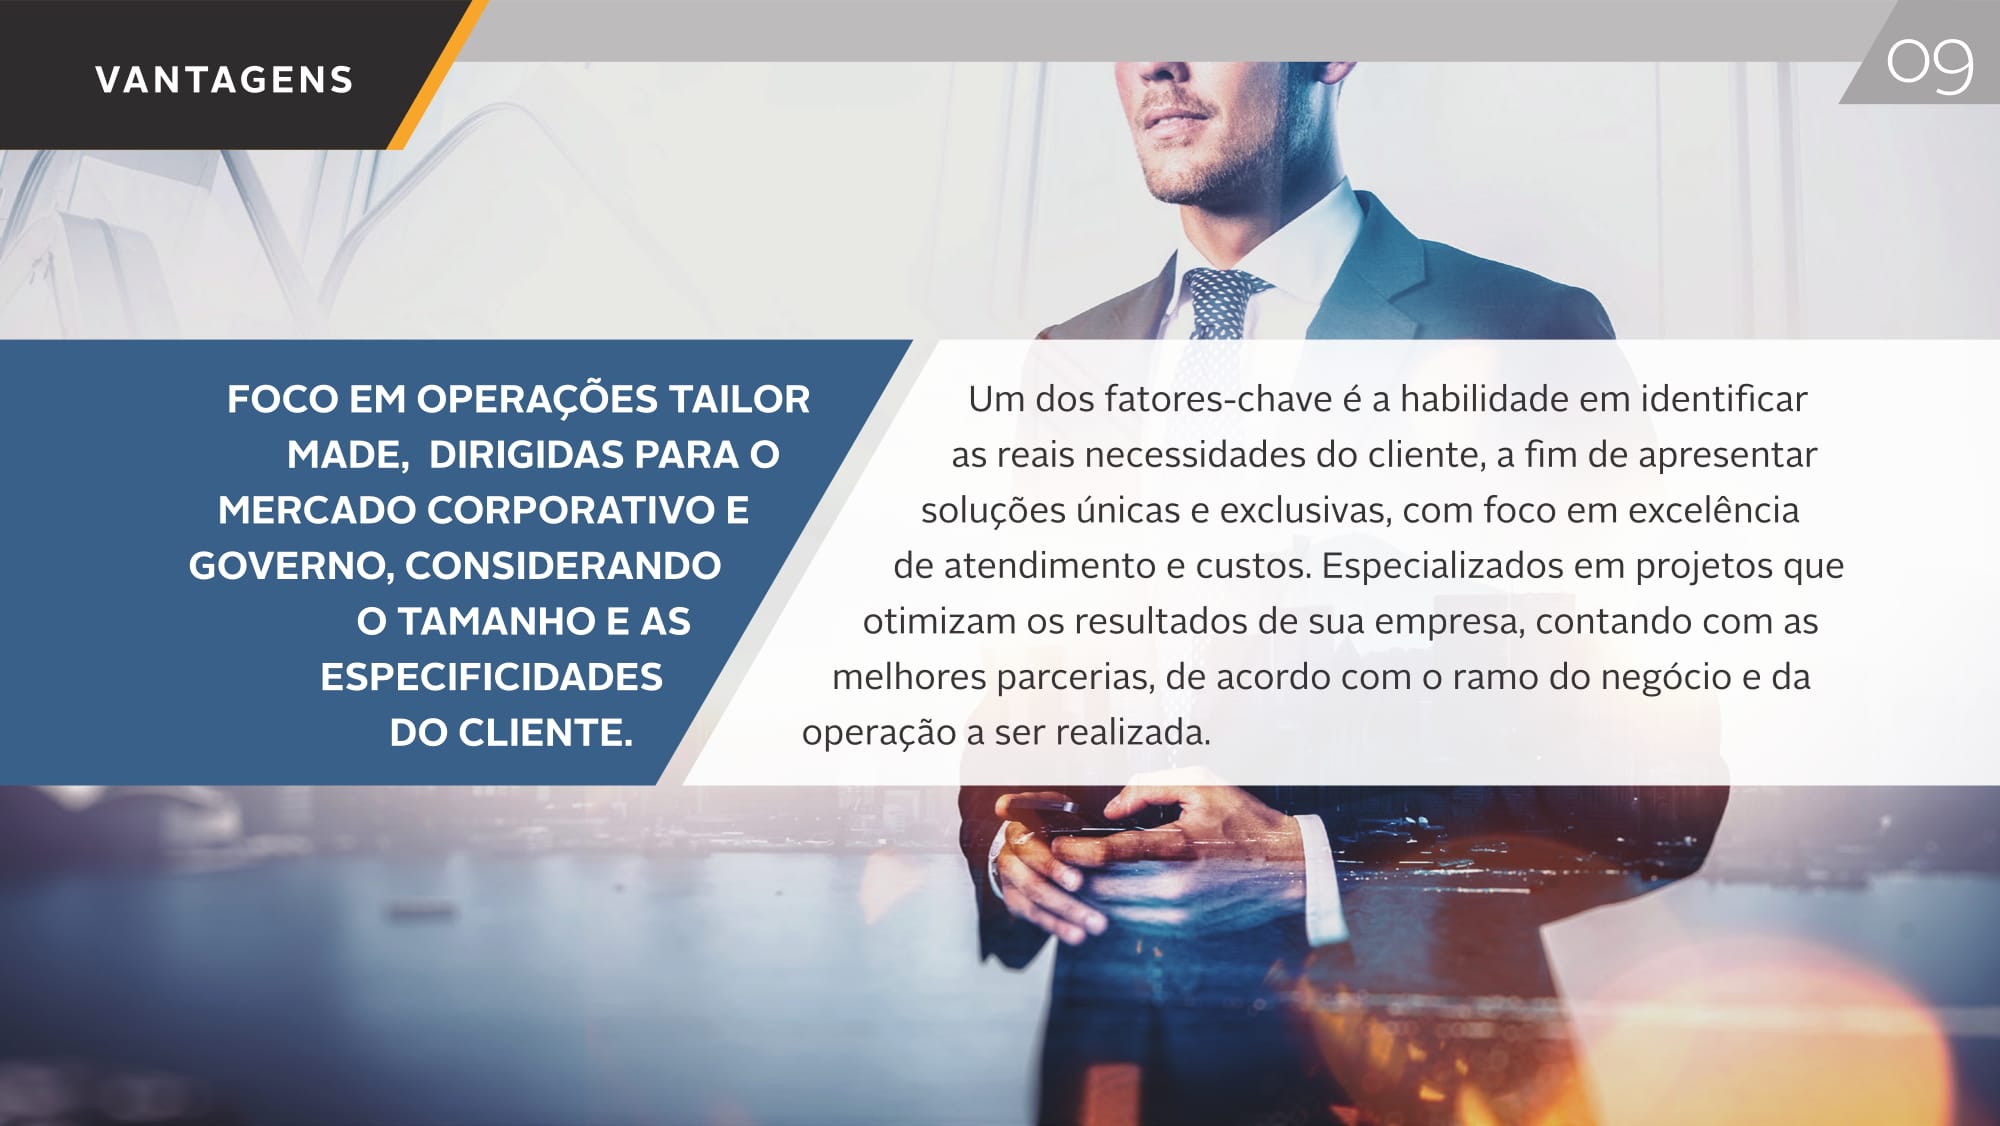 VANTAGENS
09
FOCO EM OPERAÇÕES TAILOR
MADE, DIRIGIDAS PARA O
MERCADO CORPORATIVO E
GOVERNO, CONSIDERANDO
O TAMANHO E AS
ESPECIFICIDADES
DO CLIENTE.
Um dos fatores-chave é a habilidade em identificar
as reais necessidades do cliente, a fim de apresentar
soluções únicas e exclusivas, com foco em excelência
de atendimento e custos. Especializados em projetos que
otimizam os resultados de sua empresa, contando com as
melhores parcerias, de acordo com o ramo do negócio e da
operação a ser realizada.